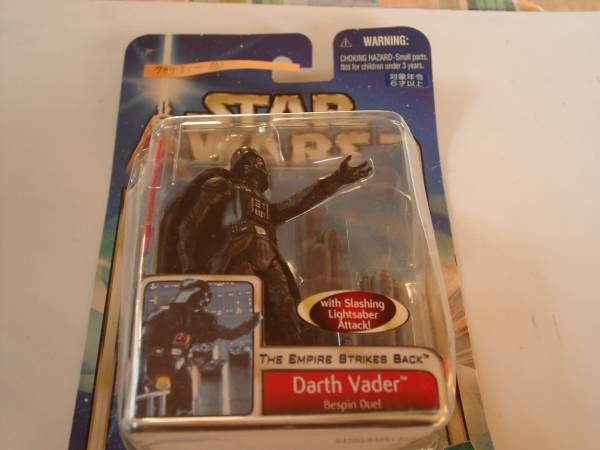 WARNING:
CHOKING HAZARD-Small parts.
Not for children under 3 years.
対象年令
6才以上
STAR
WARS
with Slashing
Lightsaber
Attack!
THE EMPIRE STRIKES BACK™
Darth Vader™
Bespin Duel